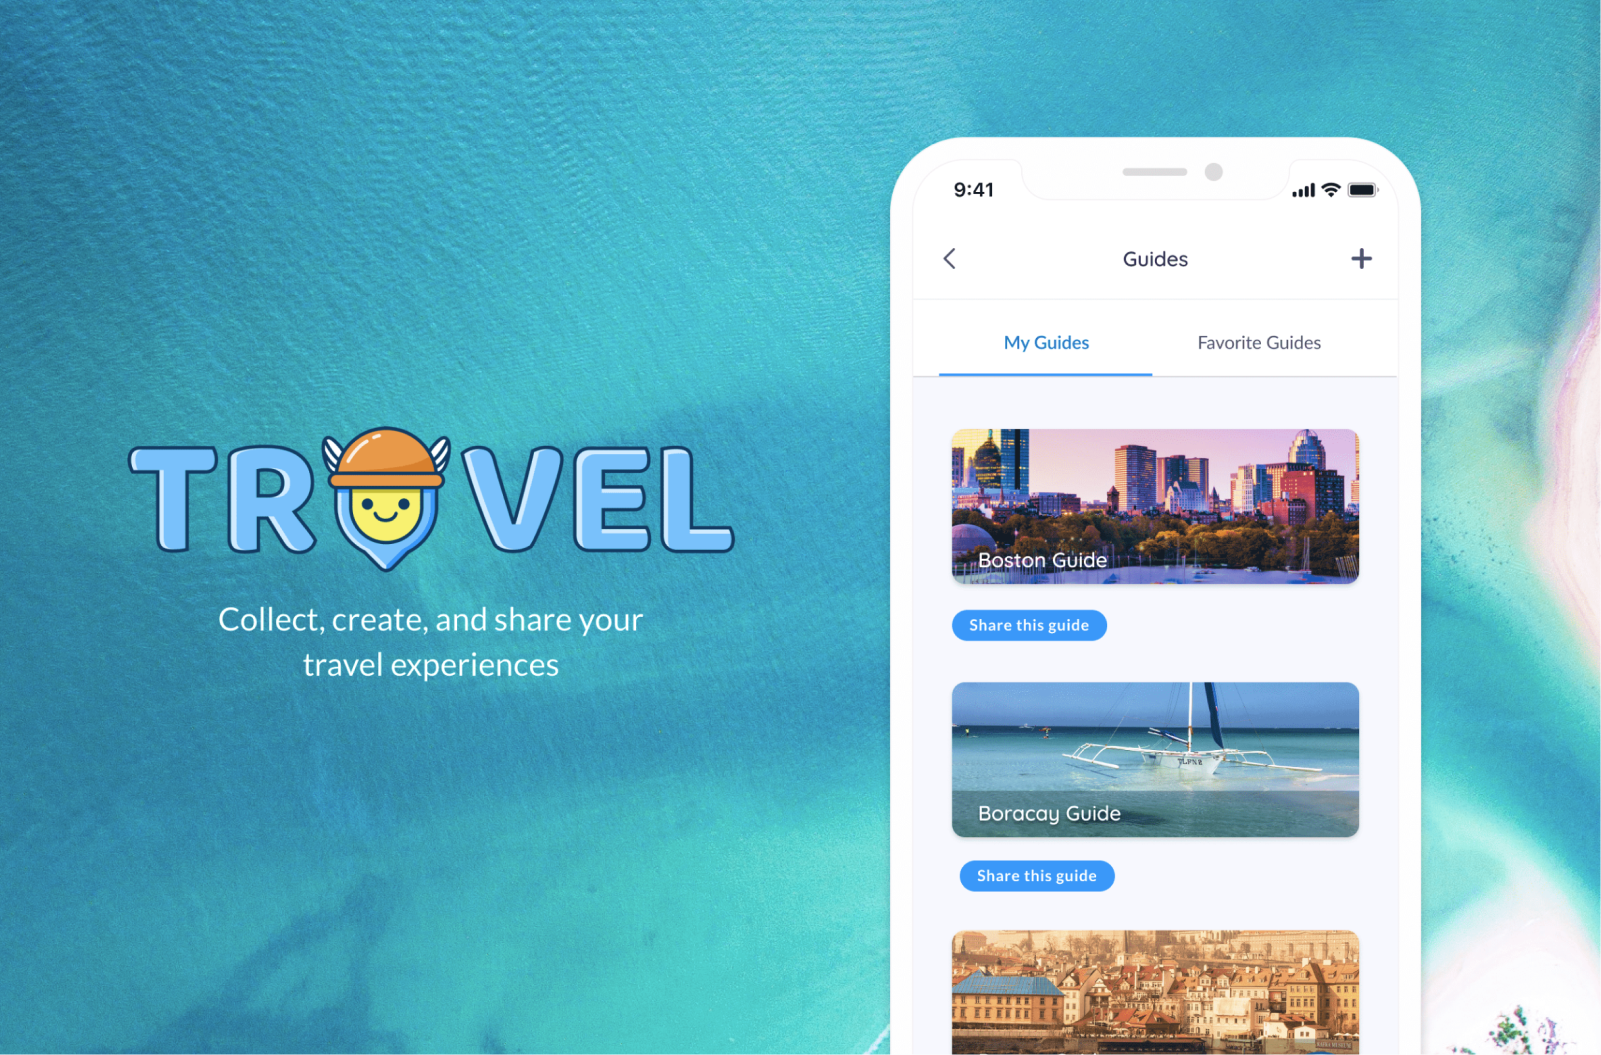 TR VEL
Collect, create, and share your
travel experiences
9:41
Guides
My Guides
Favorite Guides
Boston Guide
Share this guide
TLPN2
Boracay Guide
Share this guide